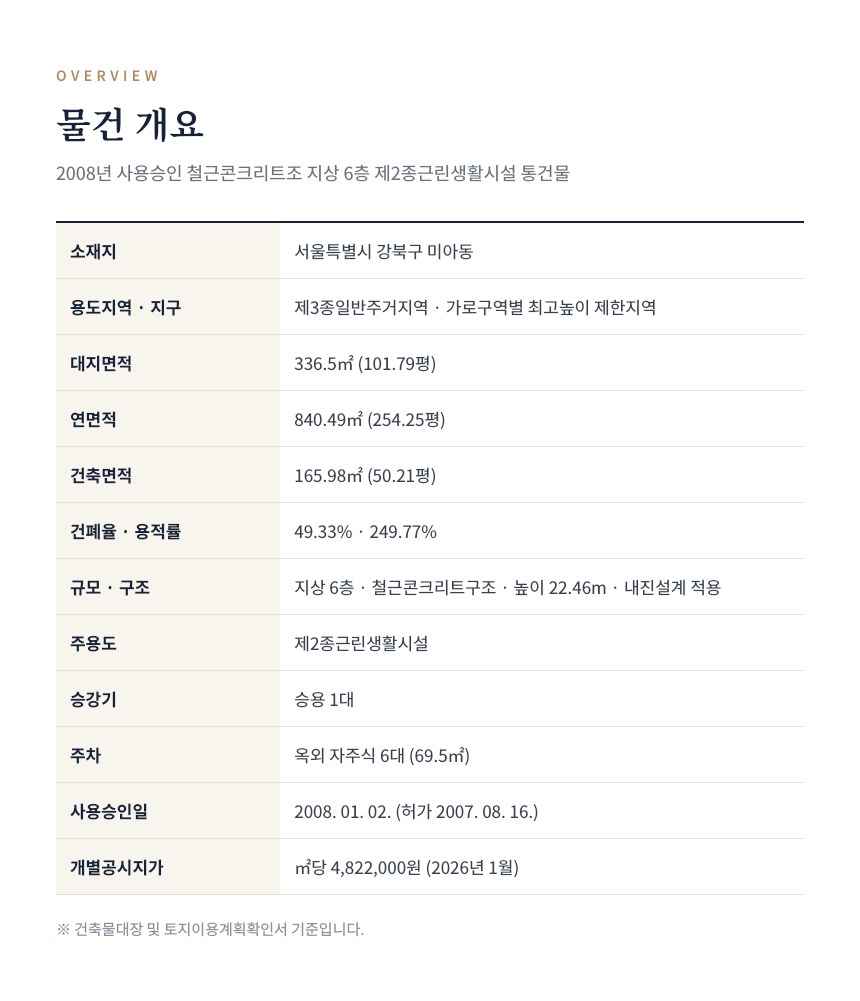 OVERVIEW
물건 개요
2008년 사용승인 철근콘크리트조 지상 6층 제2종근린생활시설 통건물
소재지 서울특별시 강북구 미아동
용도지역 · 지구 제3종일반주거지역 · 가로구역별 최고높이 제한지역
대지면적 336.5㎡ (101.79평)
연면적 840.49㎡ (254.25평)
건축면적 165.98㎡ (50.21평)
건폐율 · 용적률 49.33% · 249.77%
규모 · 구조 지상 6층 · 철근콘크리트구조 · 높이 22.46m · 내진설계 적용
주용도 제2종근린생활시설
승강기 승용 1대
주차 옥외 자주식 6대 (69.5㎡)
사용승인일 2008. 01. 02. (허가 2007. 08. 16.)
개별공시지가 ㎡당 4,822,000원 (2026년 1월)
※ 건축물대장 및 토지이용계획확인서 기준입니다.